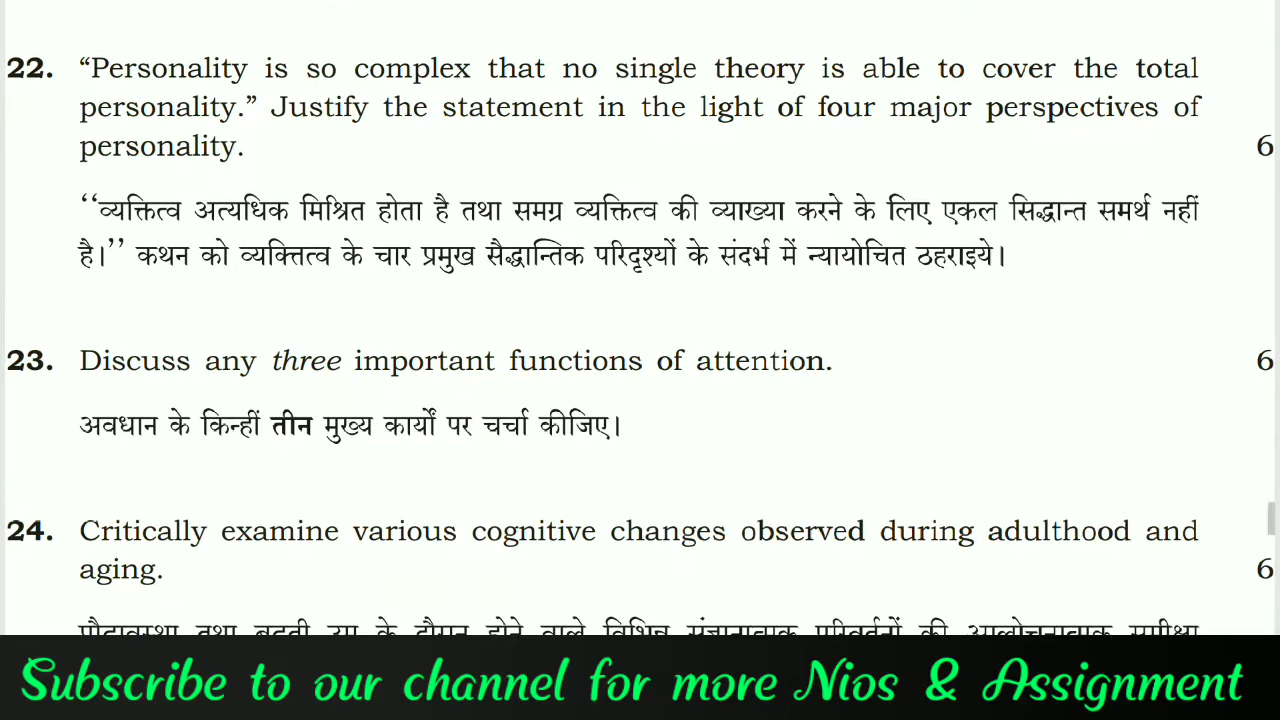 22. “Personality is so complex that no single theory is able to cover the total
personality.” Justify the statement in the light of four major perspectives of
personality. 6
‘‘व्यक्तित्व अत्यधिक मिश्रित होता है तथा समग्र व्यक्तित्व की व्याख्या करने के लिए एकल सिद्धान्त समर्थ नहीं
है।’’ कथन को व्यक्तित्व के चार प्रमुख सैद्धान्तिक परिदृश्यों के संदर्भ में न्यायोचित ठहराइये।
23. Discuss any three important functions of attention. 6
अवधान के किन्हीं तीन मुख्य कार्यों पर चर्चा कीजिए।
24. Critically examine various cognitive changes observed during adulthood and
aging. 6
तथा के दौरान होने वाले विभिन्न परिवर्तनों की
Subscribe to our channel for more Nios & Assignment